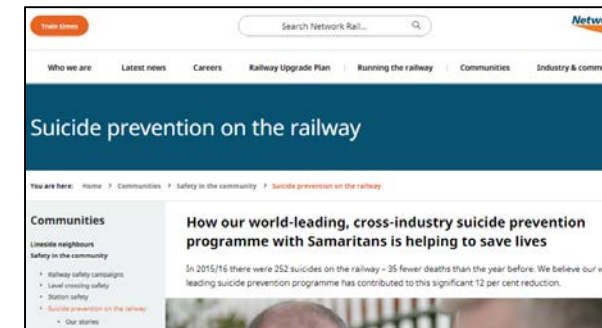 Train times
Search Network Rail...
Netw
Who we are
Latest news
Careers
Railway Upgrade Plan
Running the railway
Communities
Industry & comm
Suicide prevention on the railway
You are here: Home > Communities > Safety in the community > Suicide prevention on the railway
Communities
Lineside neighbours
Safety in the community
Railway safety campaigns
Level crossing safety
Station safety
Suicide prevention on the railway
Our stories
How our world-leading, cross-industry suicide prevention
programme with Samaritans is helping to save lives
In 2015/16 there were 252 suicides on the railway – 35 fewer deaths than the year before. We believe our w
leading suicide prevention programme has contributed to this significant 12 per cent reduction.